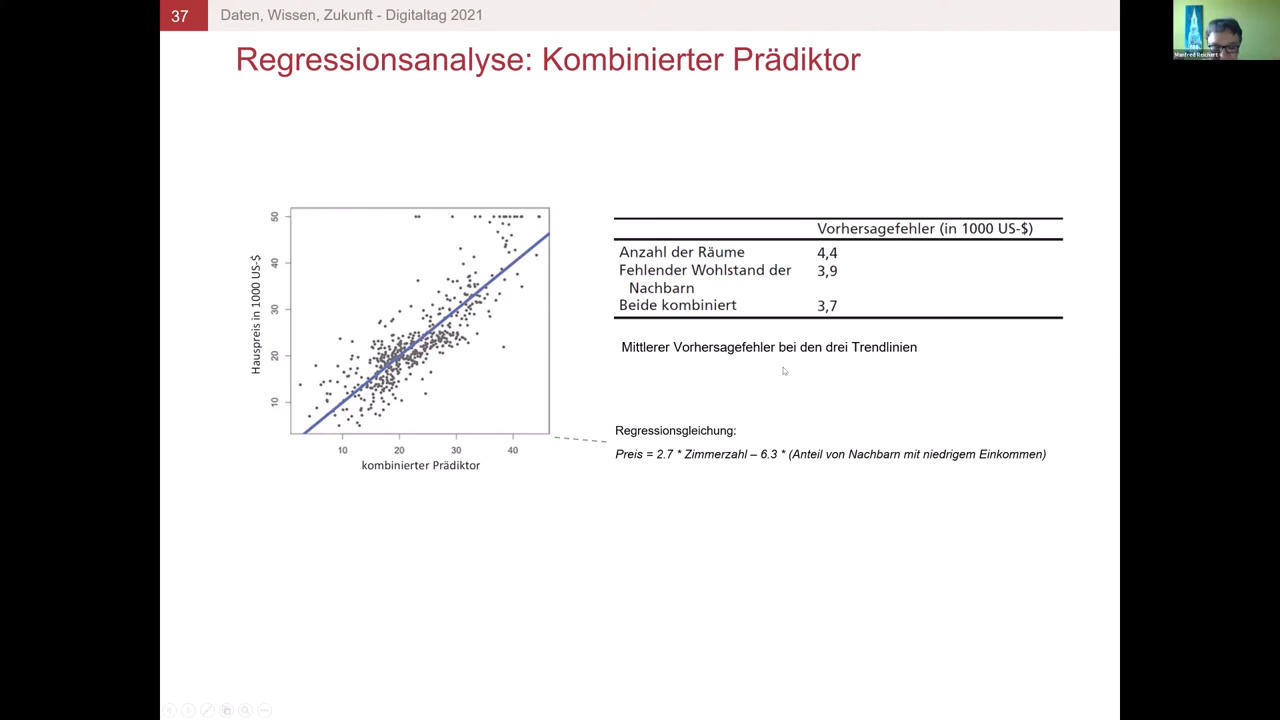 37
Daten, Wissen, Zukunft - Digitaltag 2021
Manfred Reichert
Regressionsanalyse: Kombinierter Prädiktor
Hauspreis in 1000 US-$
50
40
30
20
10
10 20 30 40
kombinierter Prädiktor
Vorhersagefehler (in 1000 US-$)
Anzahl der Räume 4,4
Fehlender Wohlstand der 3,9
Nachbarn
Beide kombiniert 3,7
Mittlerer Vorhersagefehler bei den drei Trendlinien
Regressionsgleichung:
Preis = 2.7 * Zimmerzahl – 6.3 * (Anteil von Nachbarn mit niedrigem Einkommen)